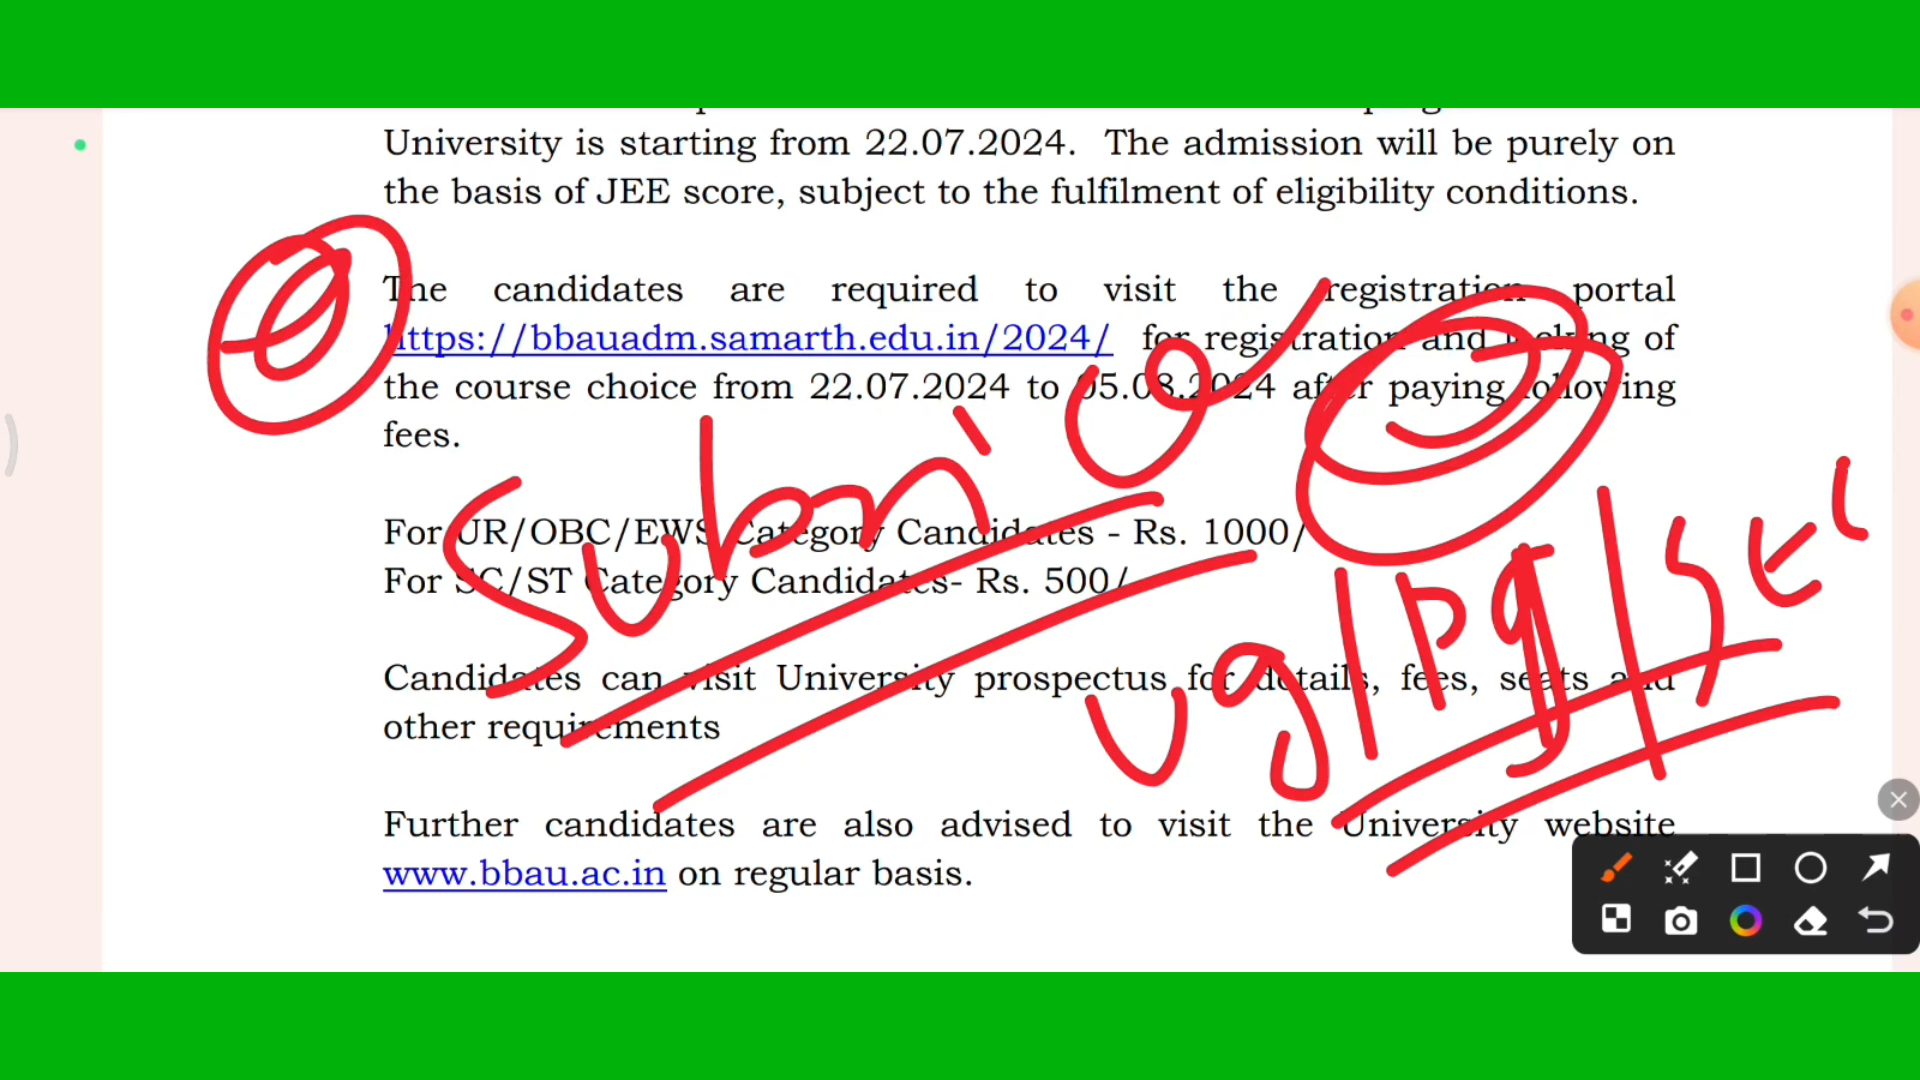 University is starting from 22.07.2024. The admission will be purely on
the basis of JEE score, subject to the fulfilment of eligibility conditions.
The candidates are required to visit the registration portal
https://bbauadm.samarth.edu.in/2024/ for registration and locking of
the course choice from 22.07.2024 to 05.08.2024 after paying following
fees.
For UR/OBC/EWS Category Candidates - Rs. 1000/
For SC/ST Category Candidates- Rs. 500/
Candidates can visit University prospectus for details, fees, seats and
other requirements
Further candidates are also advised to visit the University website
www.bbau.ac.in on regular basis.
ug/pg/